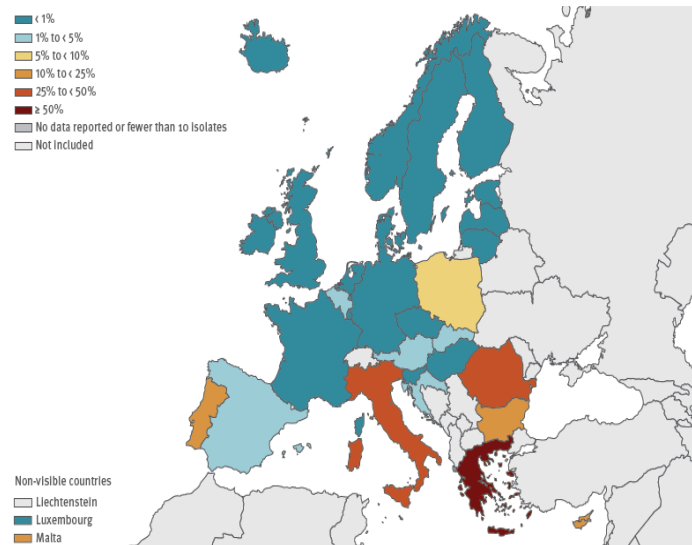 < 1%
1% to < 5%
5% to < 10%
10% to < 25%
25% to < 50%
≥ 50%
No data reported or fewer than 10 isolates
Not included
Non-visible countries
Liechtenstein
Luxembourg
Malta